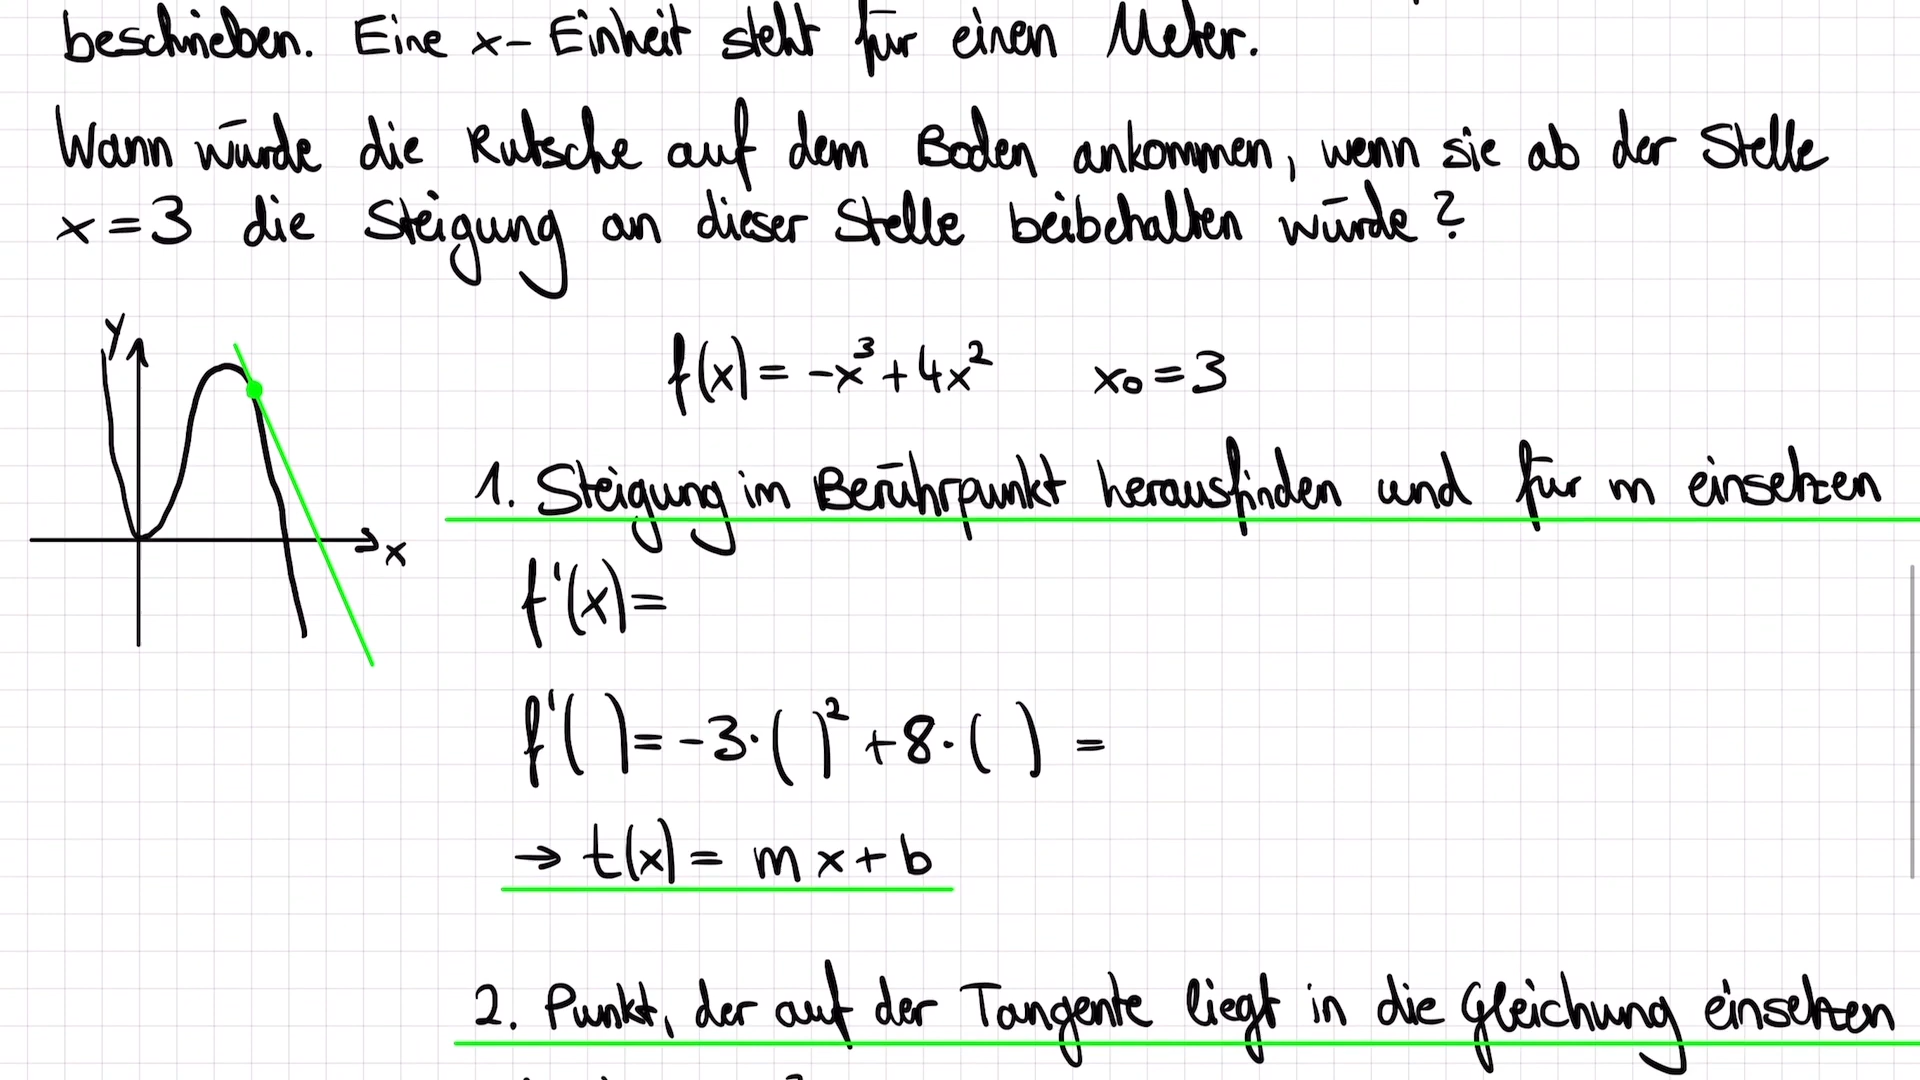 beschrieben. Eine x-Einheit steht für einen Meter.
Wann würde die Rutsche auf dem Boden ankommen, wenn sie ab der Stelle
x = 3 die Steigung an dieser Stelle beibehalten würde?
y
x
f(x) = -x³ + 4x² x₀ = 3
1. Steigung im Berührpunkt herausfinden und für m einsetzen
f'(x) =
f'( ) = -3·( )² + 8·( ) =
→ t(x) = m x + b
2. Punkt, der auf der Tangente liegt in die Gleichung einsetzen